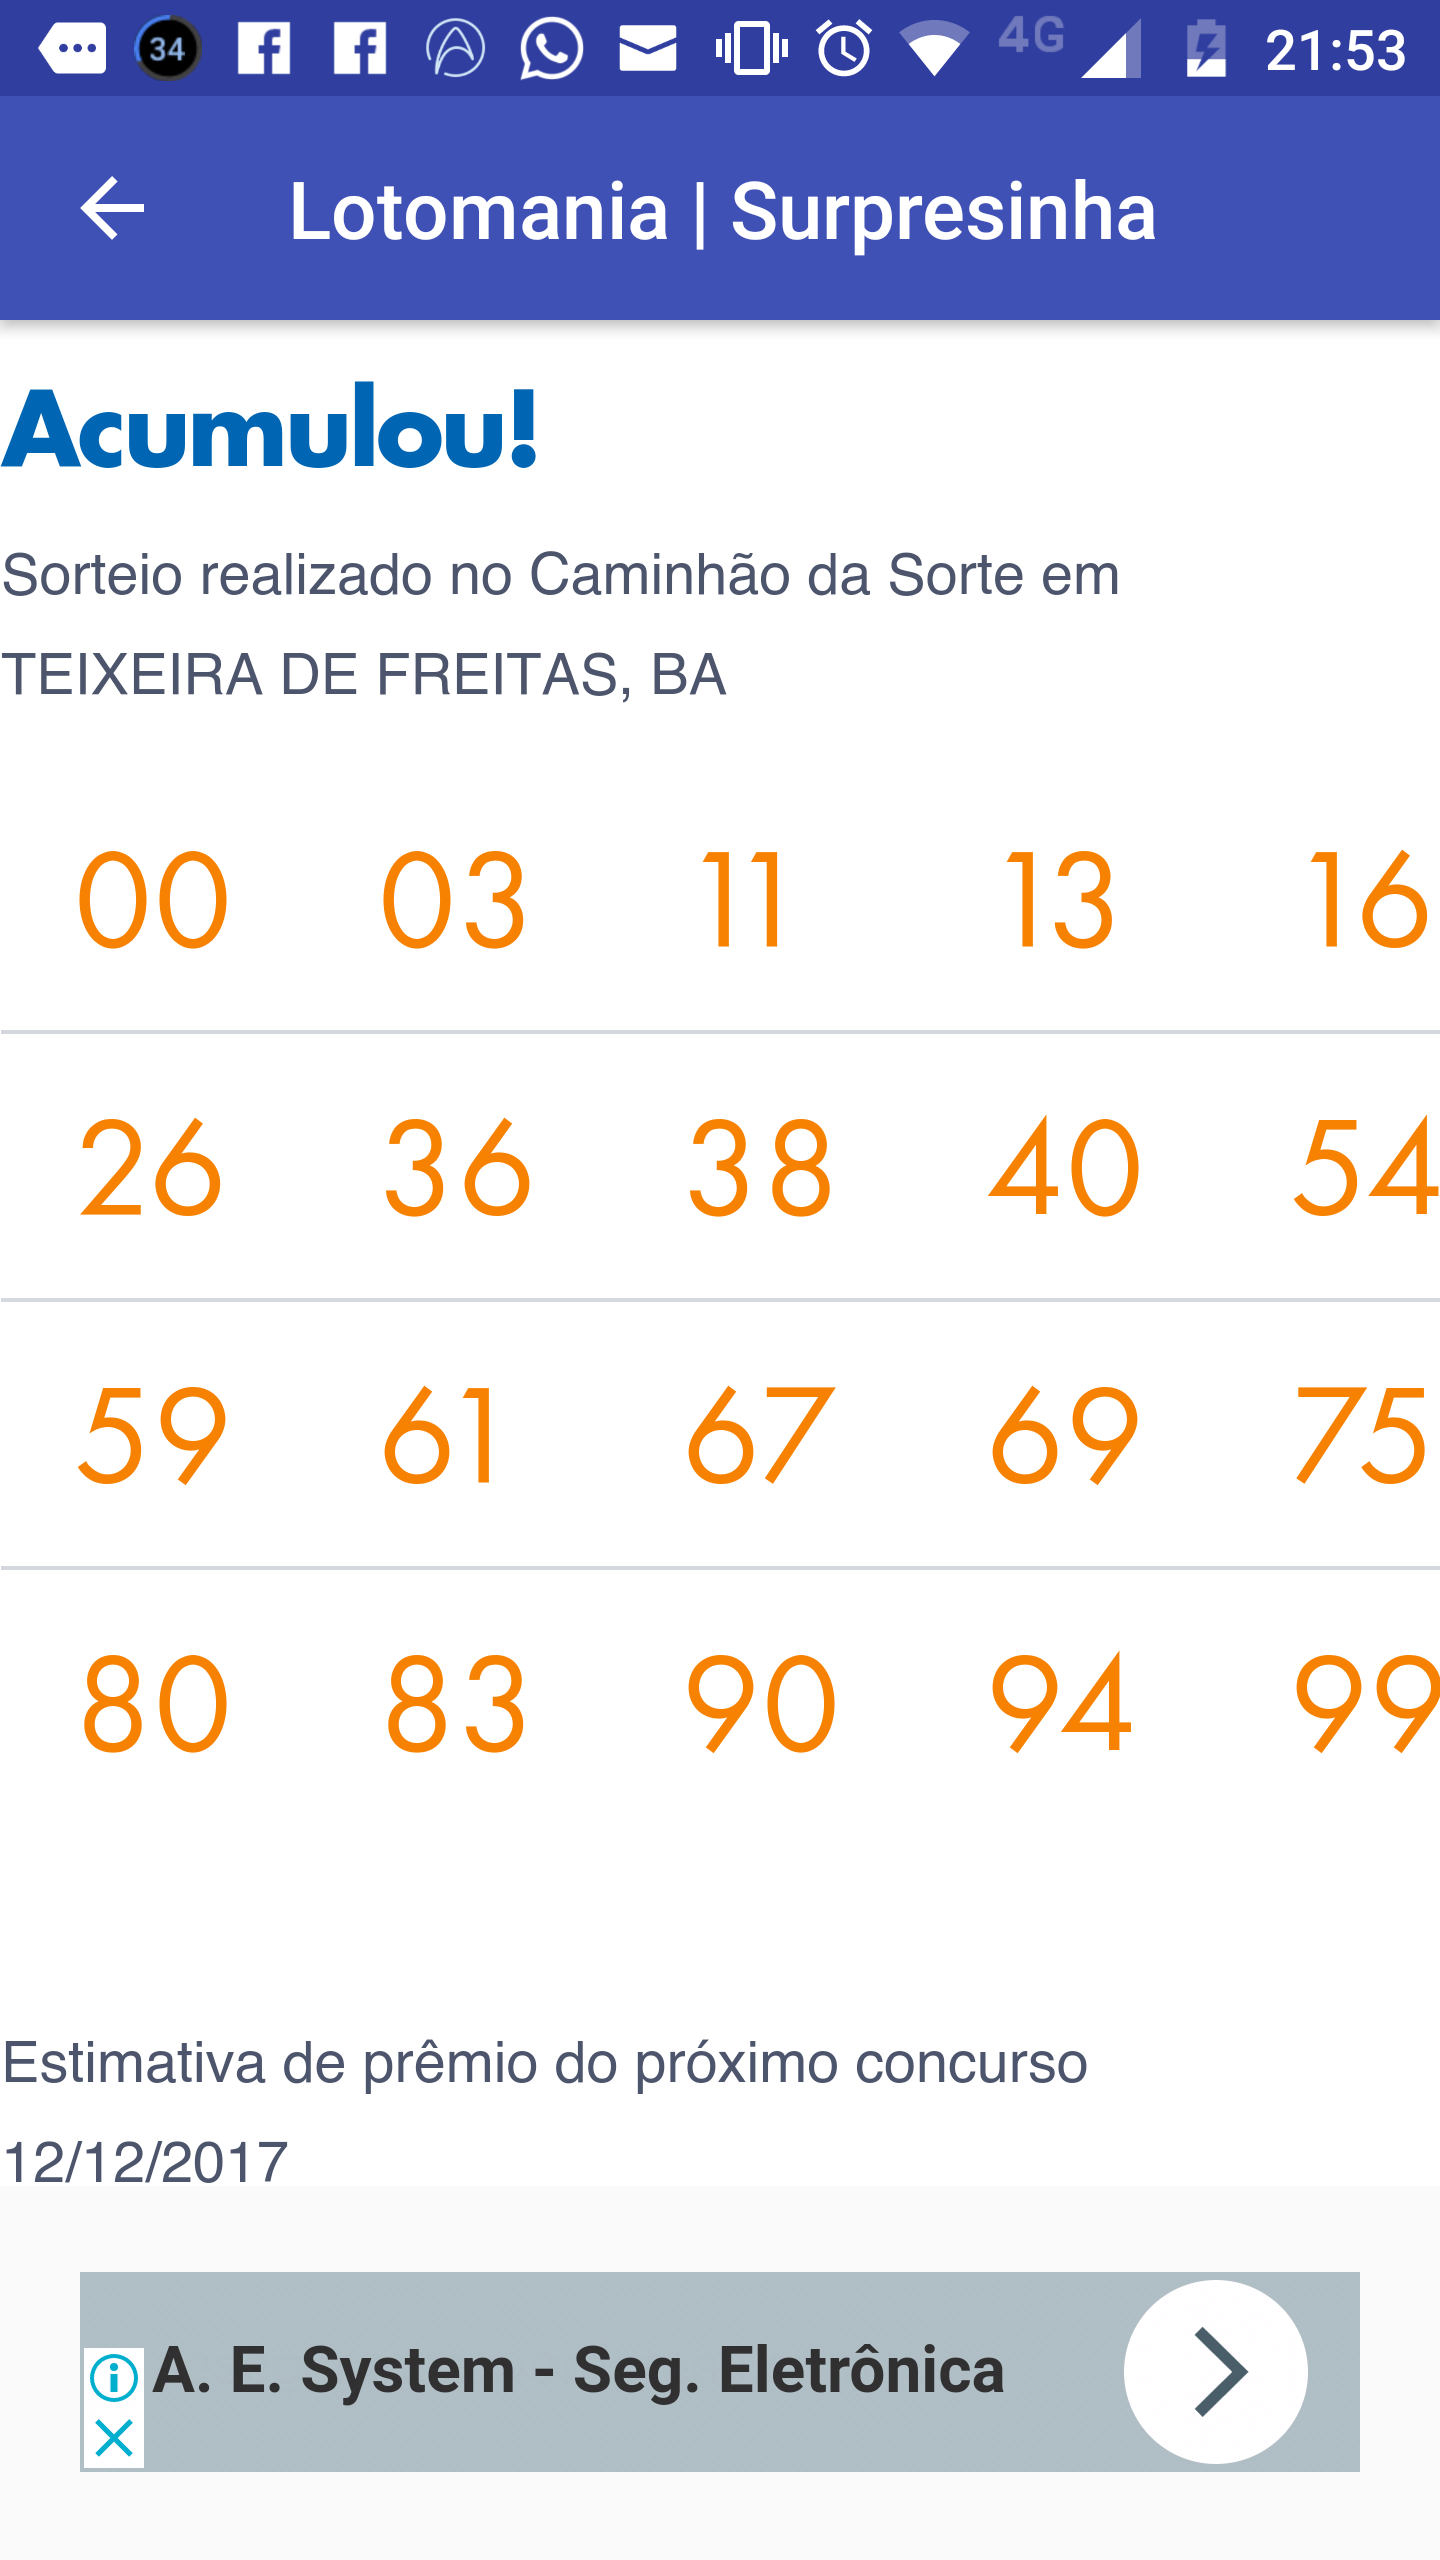 34
4G
21:53
Lotomania | Surpresinha
Acumulou!
Sorteio realizado no Caminhão da Sorte em
TEIXEIRA DE FREITAS, BA
00 03 11 13 16
26 36 38 40 54
59 61 67 69 75
80 83 90 94 99
Estimativa de prêmio do próximo concurso
12/12/2017
A. E. System - Seg. Eletrônica